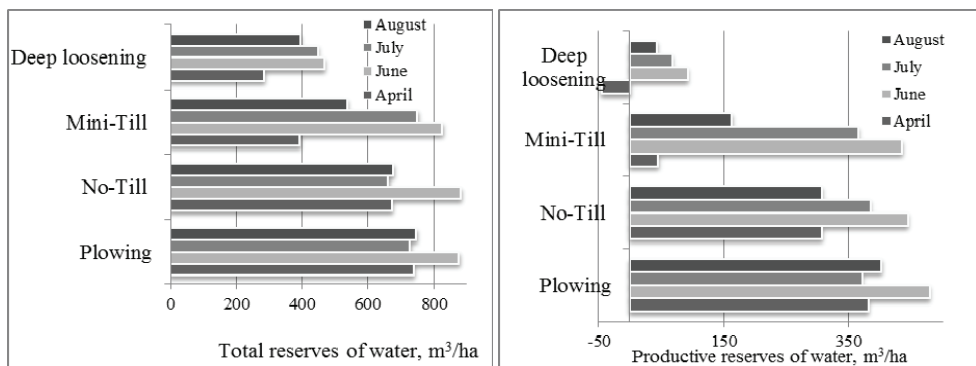 Deep loosening
Mini-Till
No-Till
Plowing
August
July
June
April
0 200 400 600 800
Total reserves of water, m³/ha
Deep
loosening
Mini-Till
No-Till
Plowing
August
July
June
April
-50 150 350
Productive reserves of water, m³/ha